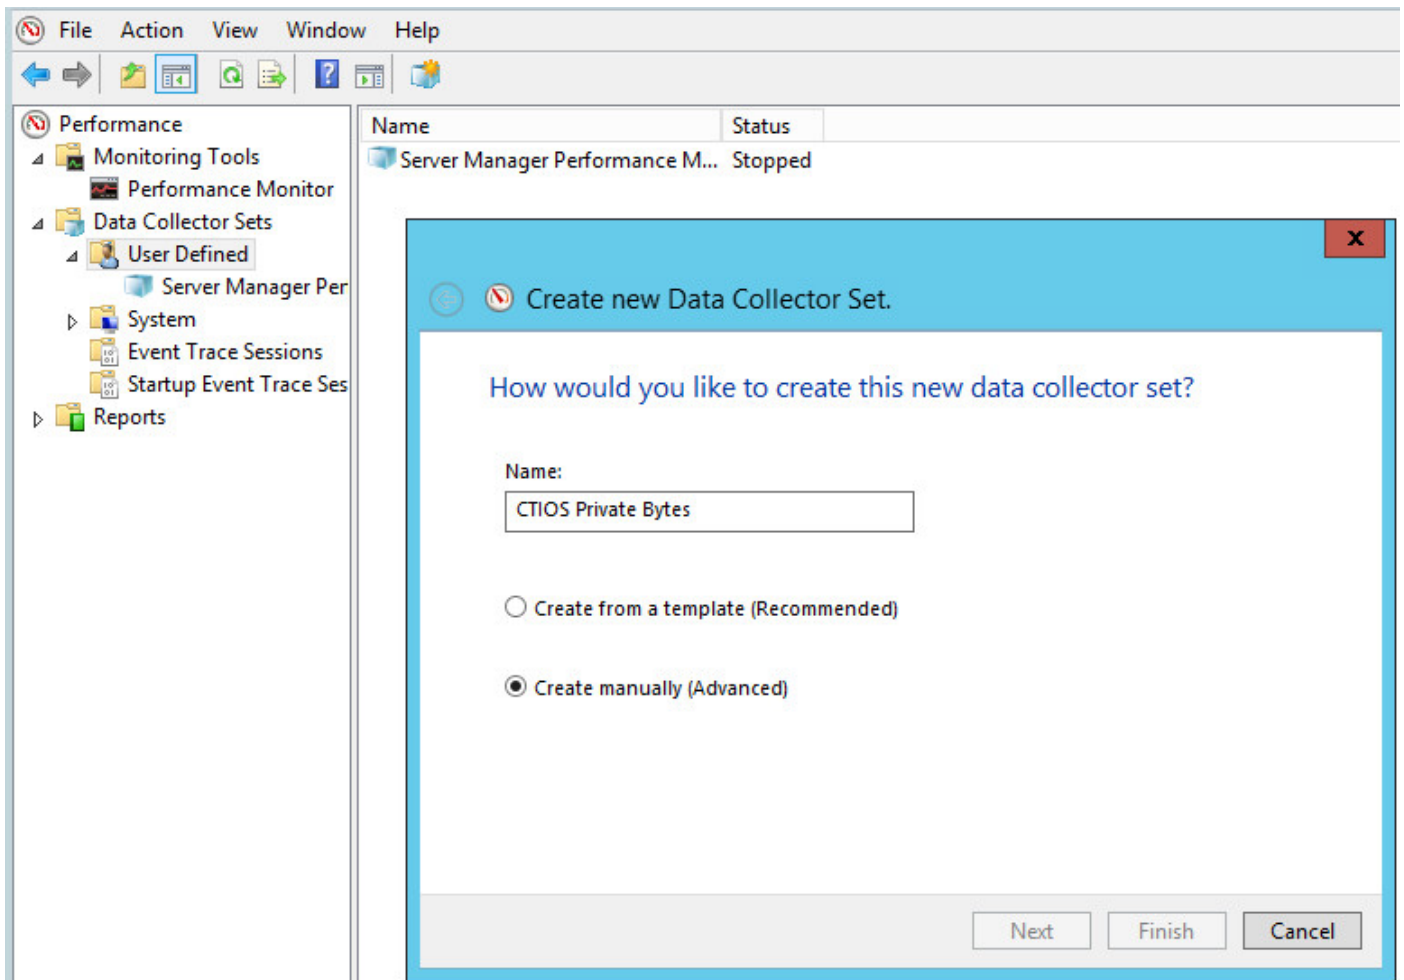 File Action View Window Help
Performance
Monitoring Tools
Performance Monitor
Data Collector Sets
User Defined
Server Manager Per
System
Event Trace Sessions
Startup Event Trace Ses
Reports
Name Status
Server Manager Performance M... Stopped
X
Create new Data Collector Set.
How would you like to create this new data collector set?
Name:
CTIOS Private Bytes
Create from a template (Recommended)
Create manually (Advanced)
Next Finish Cancel